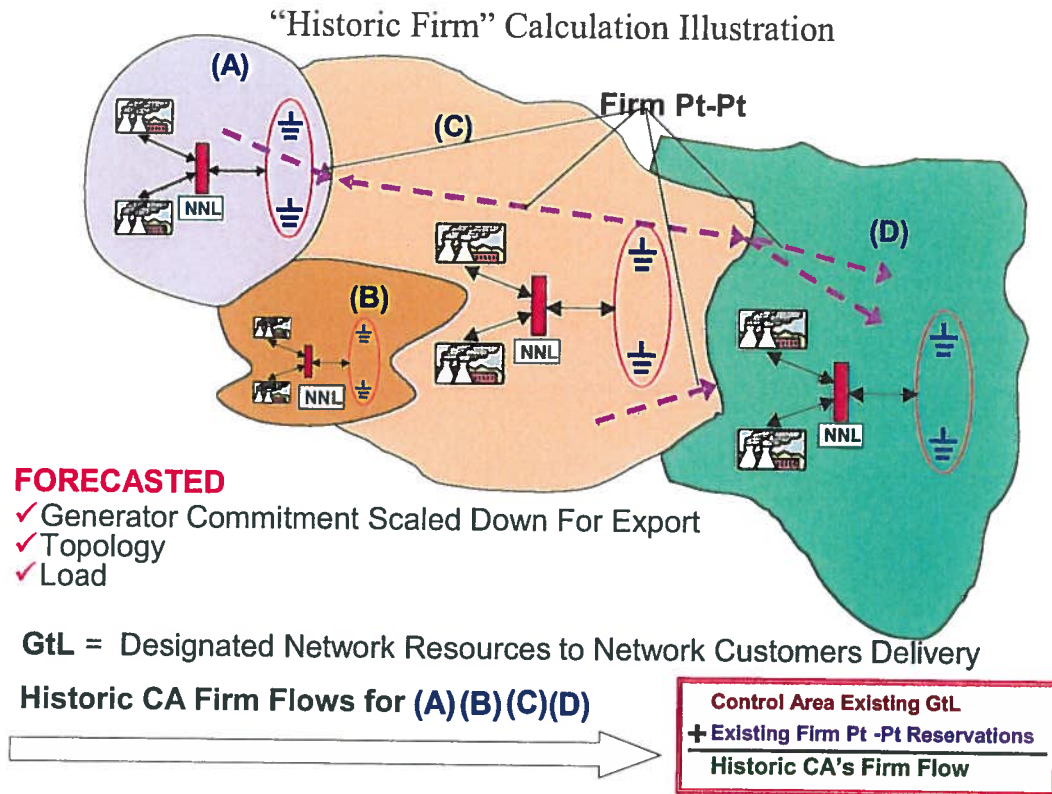 “Historic Firm” Calculation Illustration
(A)
(C)
Firm Pt-Pt
(D)
(B)
NNL
NNL
NNL
NNL
FORECASTED
✓Generator Commitment Scaled Down For Export
✓Topology
✓Load
GtL = Designated Network Resources to Network Customers Delivery
Historic CA Firm Flows for (A)(B)(C)(D)
Control Area Existing GtL
+ Existing Firm Pt -Pt Reservations
Historic CA's Firm Flow